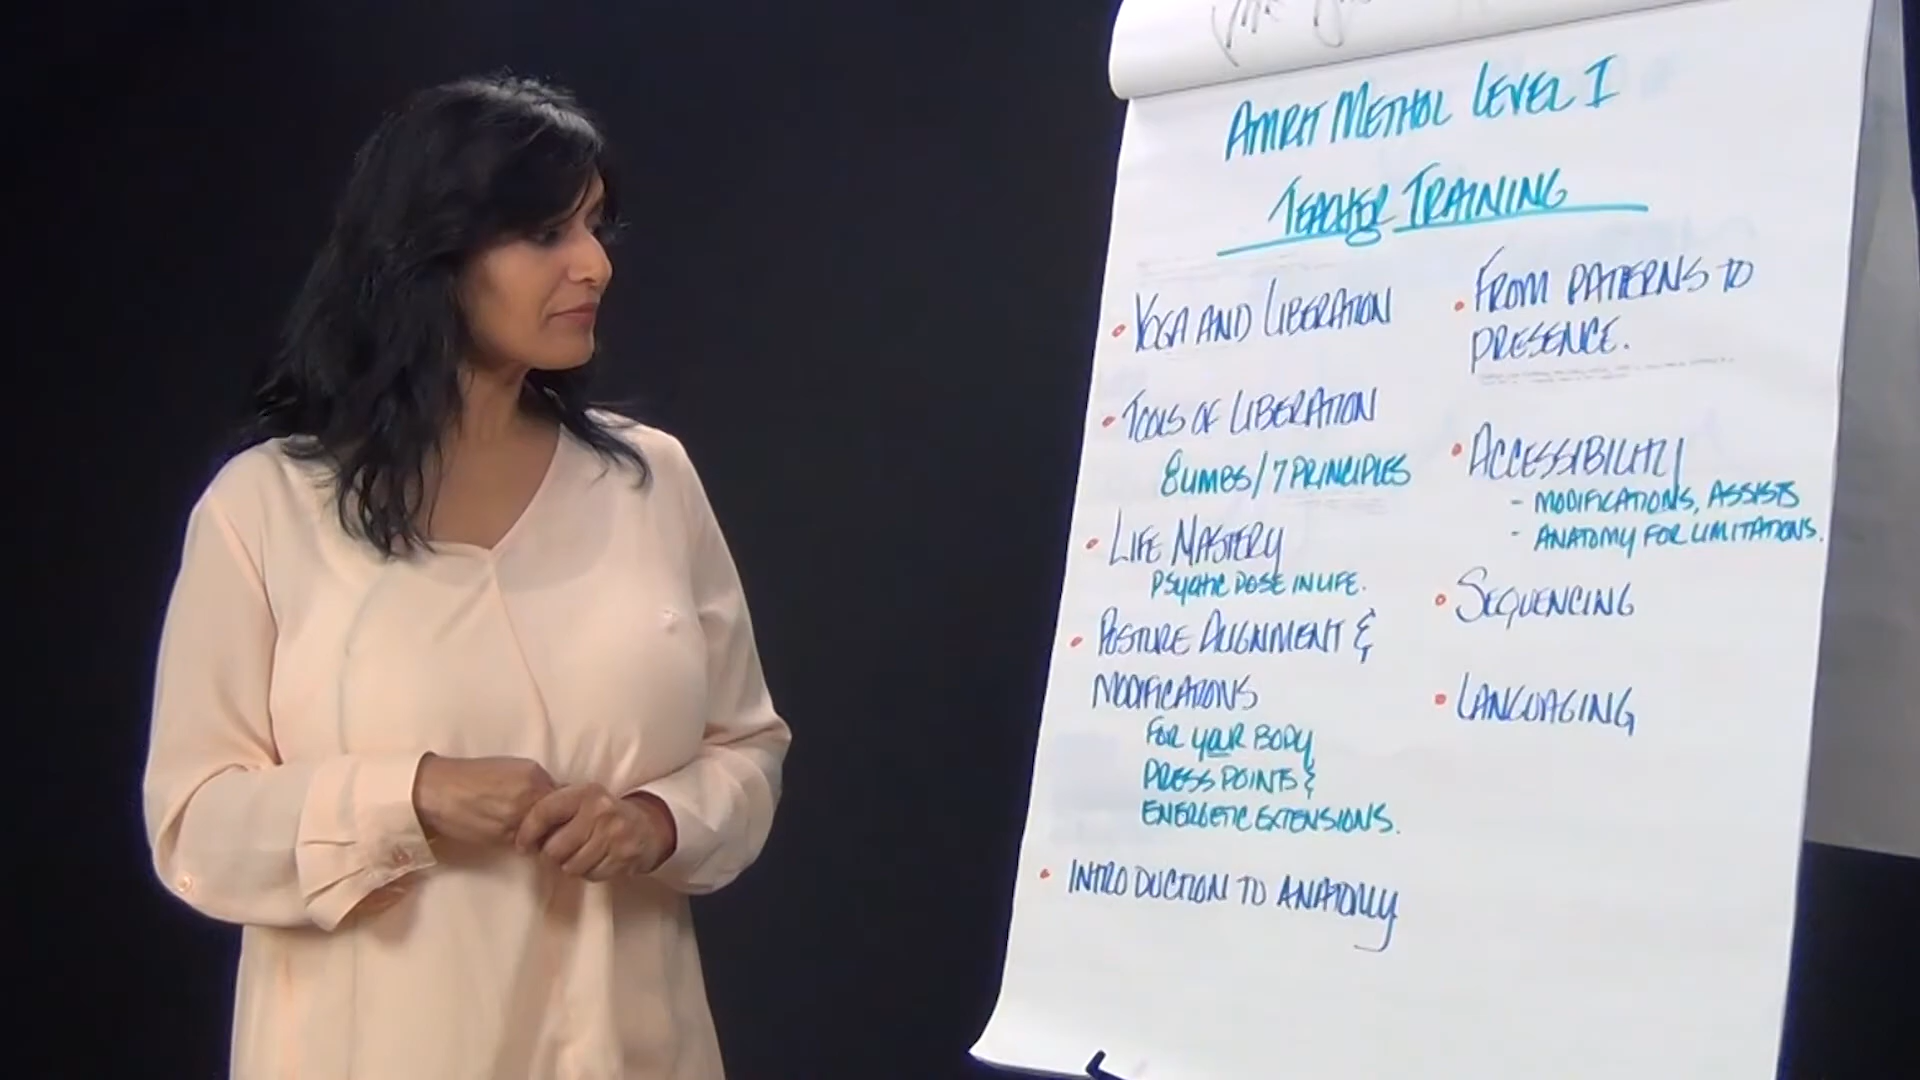 AMRIT METHOD LEVEL I
TEACHER TRAINING
• YOGA AND LIBERATION
• TOOLS OF LIBERATION
8 LIMBS / 7 PRINCIPLES
• LIFE MASTERY
PSYCHIC POSE IN LIFE.
• POSTURE ALIGNMENT &
MODIFICATIONS
FOR YOUR BODY
PRESS POINTS &
ENERGETIC EXTENSIONS.
• INTRODUCTION TO ANATOMY
• FROM PATTERNS TO
PRESENCE.
• ACCESSIBILITY
- MODIFICATIONS, ASSISTS
- ANATOMY FOR LIMITATIONS.
• SEQUENCING
• LANGUAGING